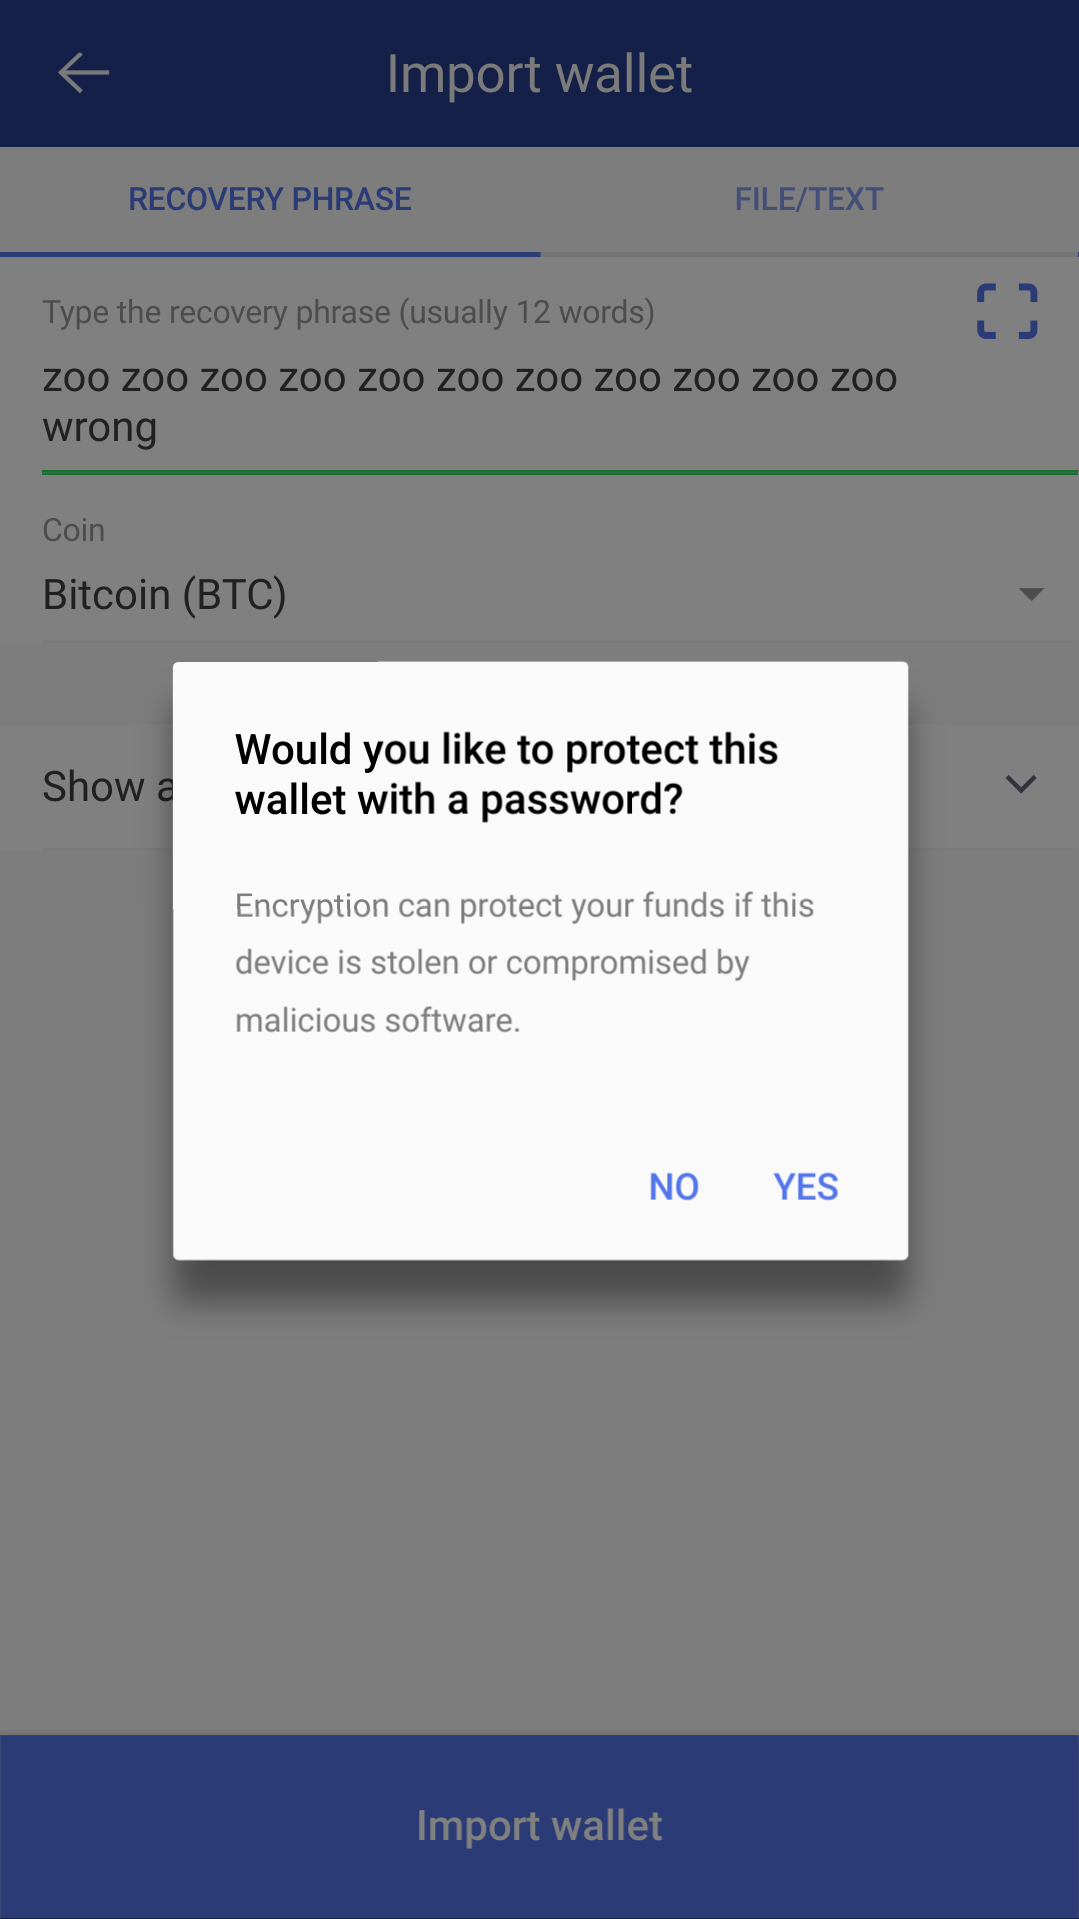 Import wallet
RECOVERY PHRASE
FILE/TEXT
Type the recovery phrase (usually 12 words)
zoo zoo zoo zoo zoo zoo zoo zoo zoo zoo zoo
wrong
Coin
Bitcoin (BTC)
Show
Would you like to protect this
wallet with a password?
Encryption can protect your funds if this
device is stolen or compromised by
malicious software.
NO
YES
Import wallet